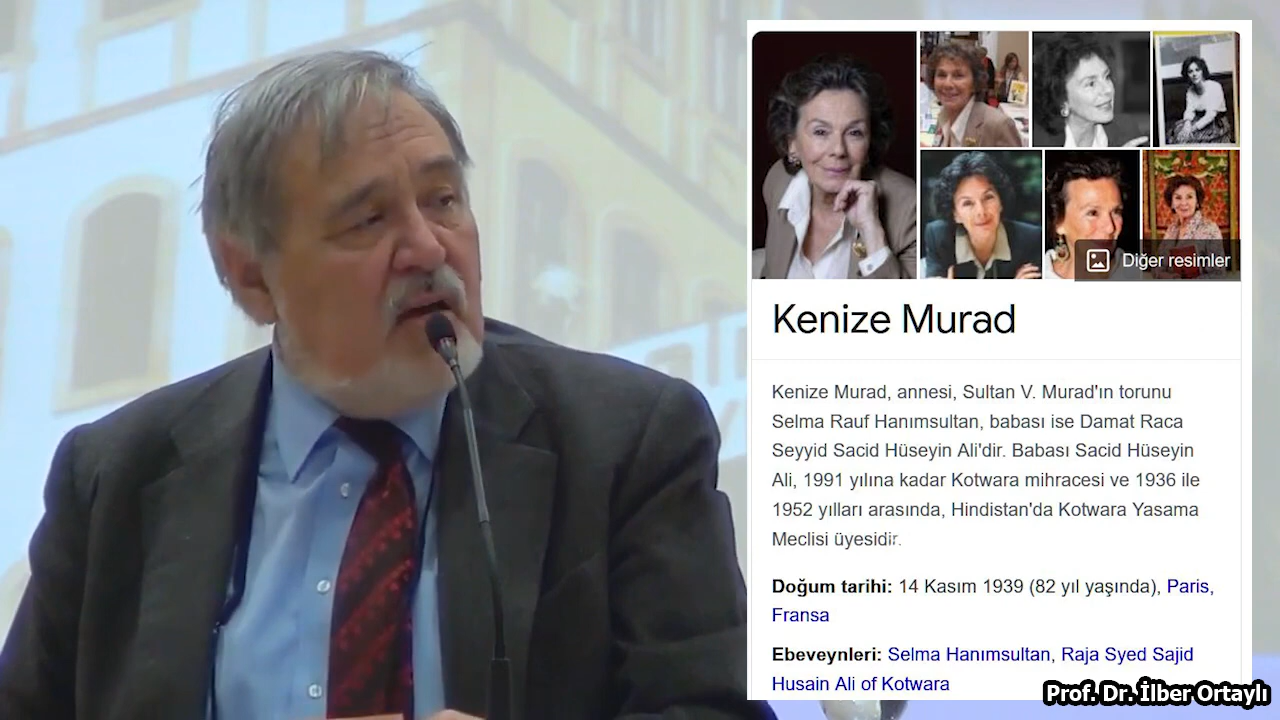 Diğer resimler
Kenize Murad
Kenize Murad, annesi, Sultan V. Murad'ın torunu
Selma Rauf Hanımsultan, babası ise Damat Raca
Seyyid Sacid Hüseyin Ali'dir. Babası Sacid Hüseyin
Ali, 1991 yılına kadar Kotwara mihracesi ve 1936 ile
1952 yılları arasında, Hindistan'da Kotwara Yasama
Meclisi üyesidir.
Doğum tarihi: 14 Kasım 1939 (82 yıl yaşında), Paris,
Fransa
Ebeveynleri: Selma Hanımsultan, Raja Syed Sajid
Husain Ali of Kotwara
Prof. Dr. İlber Ortaylı